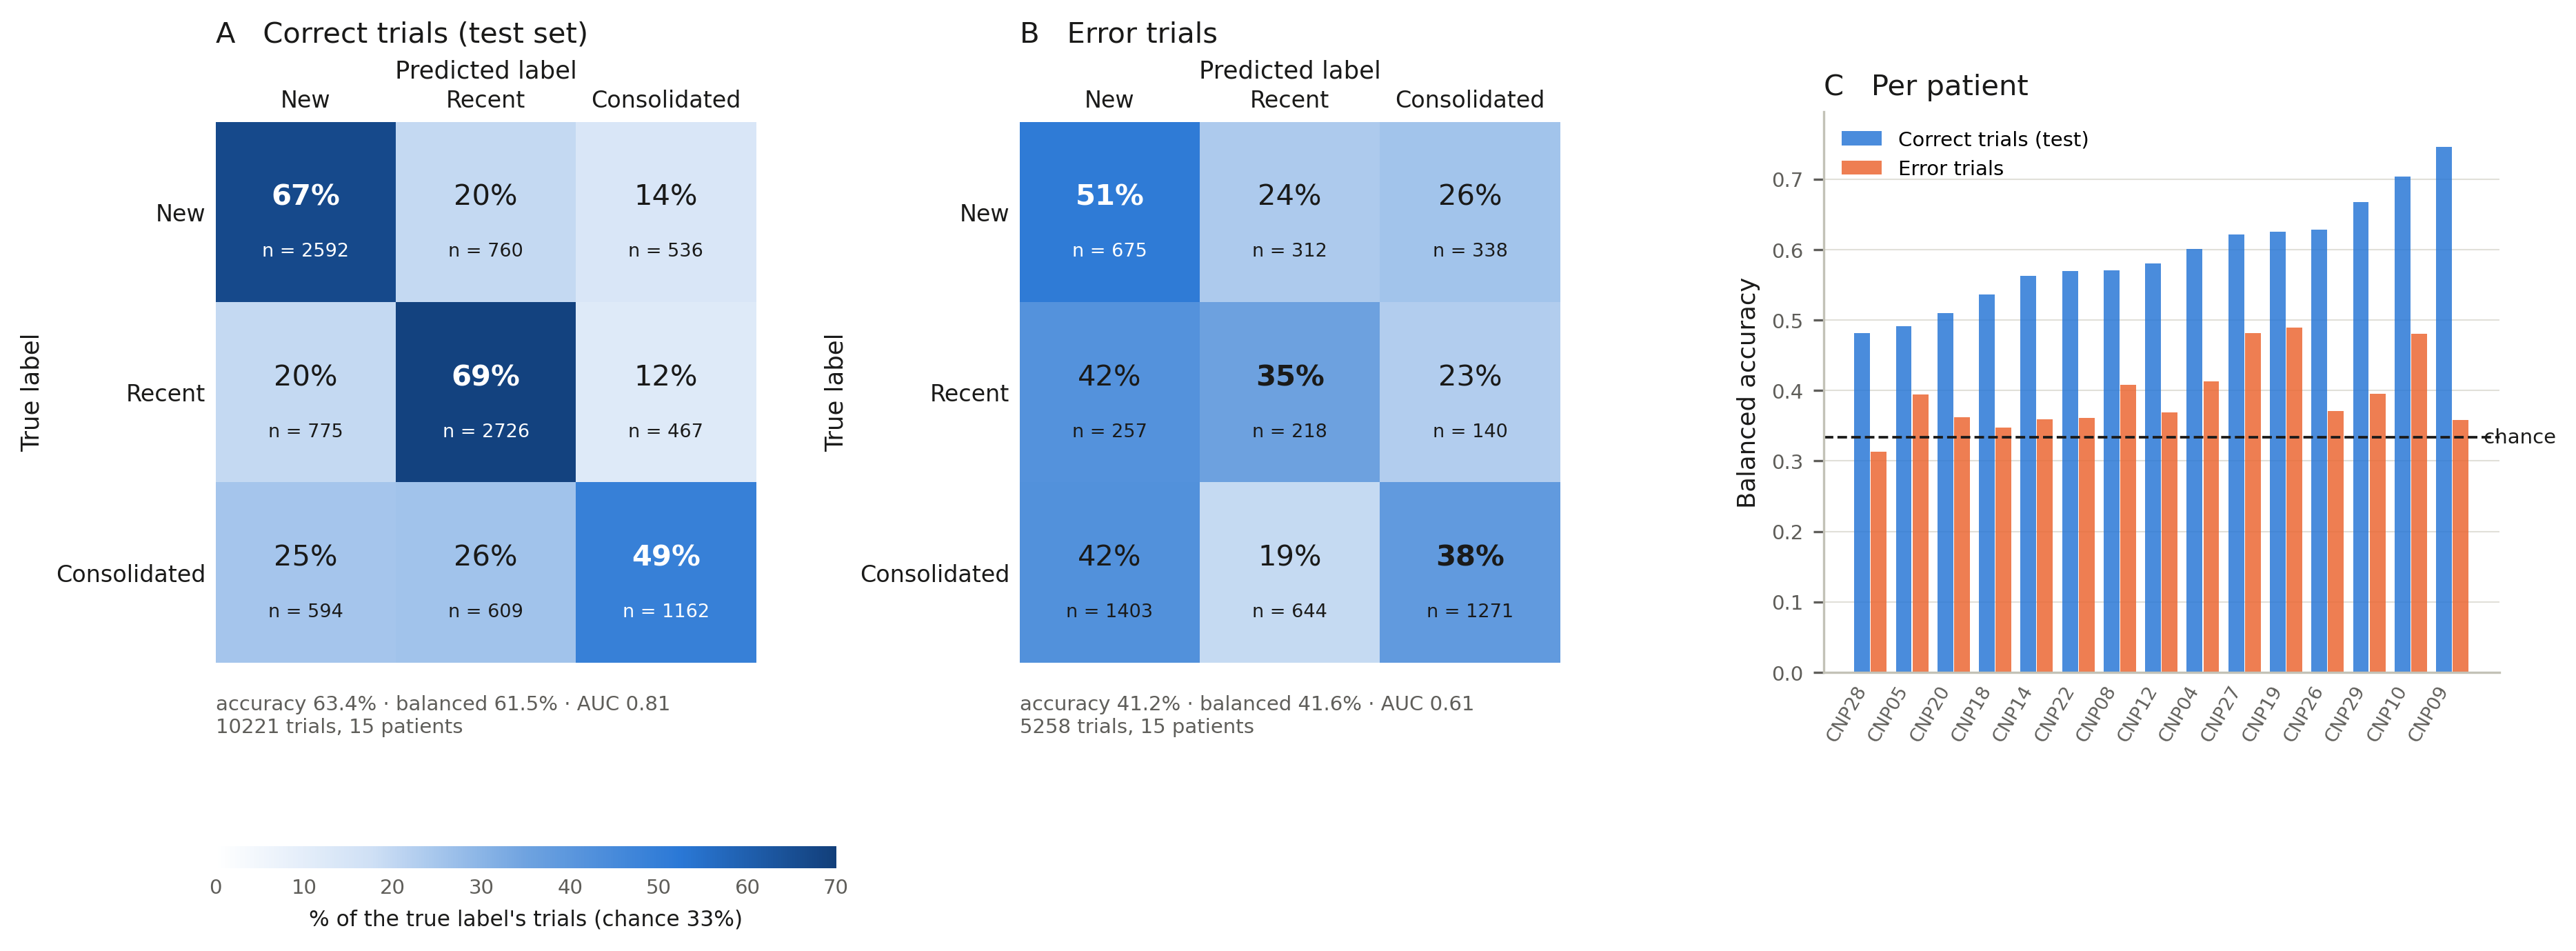 A Correct trials (test set)
Predicted label
New Recent Consolidated
True label
New
67% 20% 14%
n = 2592 n = 760 n = 536
Recent
20% 69% 12%
n = 775 n = 2726 n = 467
Consolidated
25% 26% 49%
n = 594 n = 609 n = 1162
accuracy 63.4% · balanced 61.5% · AUC 0.81
10221 trials, 15 patients
0 10 20 30 40 50 60 70
% of the true label's trials (chance 33%)
B Error trials
Predicted label
New Recent Consolidated
True label
New
51% 24% 26%
n = 675 n = 312 n = 338
Recent
42% 35% 23%
n = 257 n = 218 n = 140
Consolidated
42% 19% 38%
n = 1403 n = 644 n = 1271
accuracy 41.2% · balanced 41.6% · AUC 0.61
5258 trials, 15 patients
C Per patient
Correct trials (test)
Error trials
Balanced accuracy
0.7
0.6
0.5
0.4
0.3
0.2
0.1
0.0
chance
CNP28 CNP05 CNP20 CNP18 CNP14 CNP22 CNP08 CNP12 CNP04 CNP27 CNP19 CNP26 CNP29 CNP10 CNP09